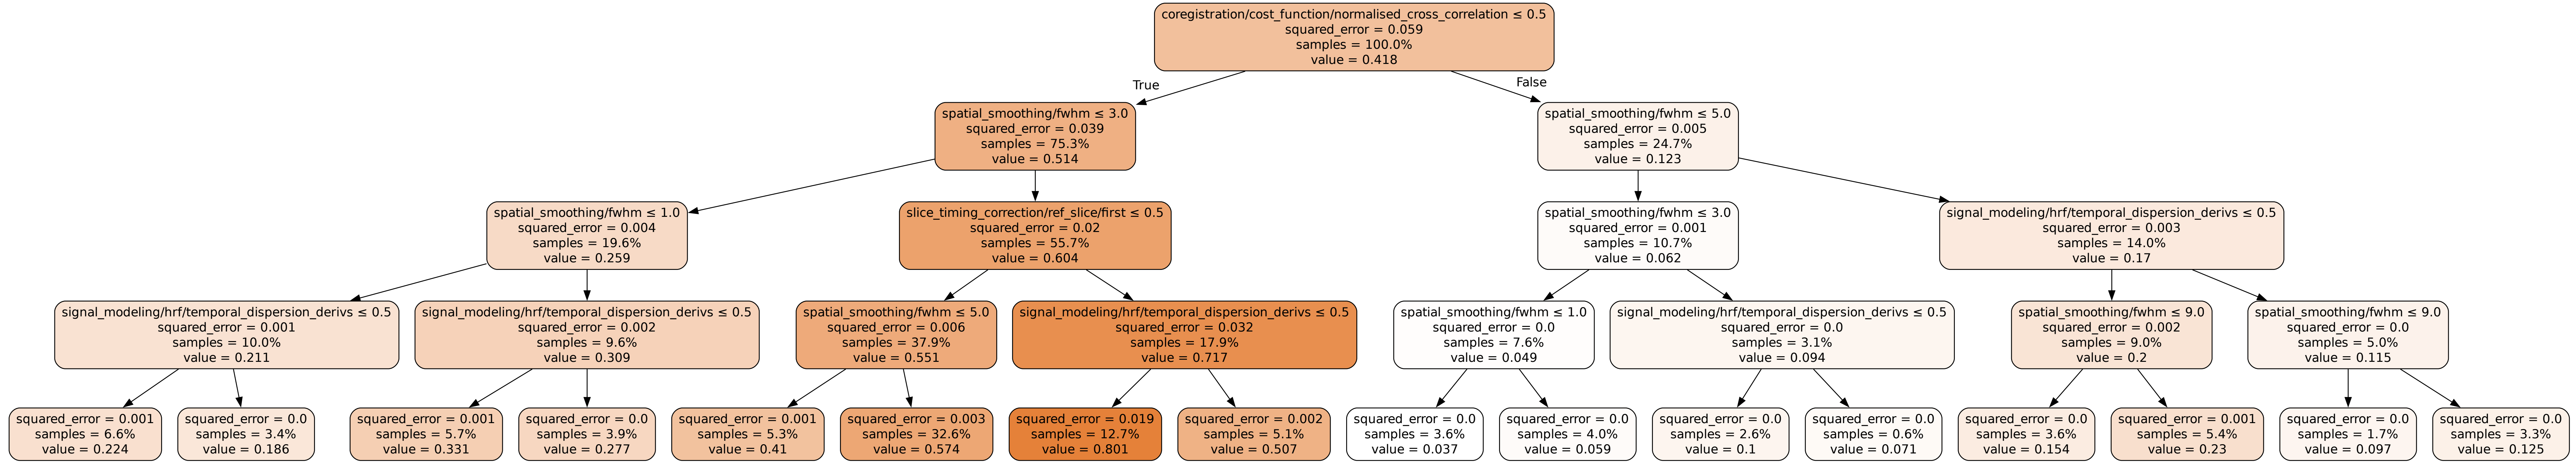 coregistration/cost_function/normalised_cross_correlation ≤ 0.5
squared_error = 0.059
samples = 100.0%
value = 0.418
True
False
spatial_smoothing/fwhm ≤ 3.0
squared_error = 0.039
samples = 75.3%
value = 0.514
spatial_smoothing/fwhm ≤ 5.0
squared_error = 0.005
samples = 24.7%
value = 0.123
spatial_smoothing/fwhm ≤ 1.0
squared_error = 0.004
samples = 19.6%
value = 0.259
slice_timing_correction/ref_slice/first ≤ 0.5
squared_error = 0.02
samples = 55.7%
value = 0.604
spatial_smoothing/fwhm ≤ 3.0
squared_error = 0.001
samples = 10.7%
value = 0.062
signal_modeling/hrf/temporal_dispersion_derivs ≤ 0.5
squared_error = 0.003
samples = 14.0%
value = 0.17
signal_modeling/hrf/temporal_dispersion_derivs ≤ 0.5
squared_error = 0.001
samples = 10.0%
value = 0.211
signal_modeling/hrf/temporal_dispersion_derivs ≤ 0.5
squared_error = 0.002
samples = 9.6%
value = 0.309
spatial_smoothing/fwhm ≤ 5.0
squared_error = 0.006
samples = 37.9%
value = 0.551
signal_modeling/hrf/temporal_dispersion_derivs ≤ 0.5
squared_error = 0.032
samples = 17.9%
value = 0.717
spatial_smoothing/fwhm ≤ 1.0
squared_error = 0.0
samples = 7.6%
value = 0.049
signal_modeling/hrf/temporal_dispersion_derivs ≤ 0.5
squared_error = 0.0
samples = 3.1%
value = 0.094
spatial_smoothing/fwhm ≤ 9.0
squared_error = 0.002
samples = 9.0%
value = 0.2
spatial_smoothing/fwhm ≤ 9.0
squared_error = 0.0
samples = 5.0%
value = 0.115
squared_error = 0.001
samples = 6.6%
value = 0.224
squared_error = 0.0
samples = 3.4%
value = 0.186
squared_error = 0.001
samples = 5.7%
value = 0.331
squared_error = 0.0
samples = 3.9%
value = 0.277
squared_error = 0.001
samples = 5.3%
value = 0.41
squared_error = 0.003
samples = 32.6%
value = 0.574
squared_error = 0.019
samples = 12.7%
value = 0.801
squared_error = 0.002
samples = 5.1%
value = 0.507
squared_error = 0.0
samples = 3.6%
value = 0.037
squared_error = 0.0
samples = 4.0%
value = 0.059
squared_error = 0.0
samples = 2.6%
value = 0.1
squared_error = 0.0
samples = 0.6%
value = 0.071
squared_error = 0.0
samples = 3.6%
value = 0.154
squared_error = 0.001
samples = 5.4%
value = 0.23
squared_error = 0.0
samples = 1.7%
value = 0.097
squared_error = 0.0
samples = 3.3%
value = 0.125